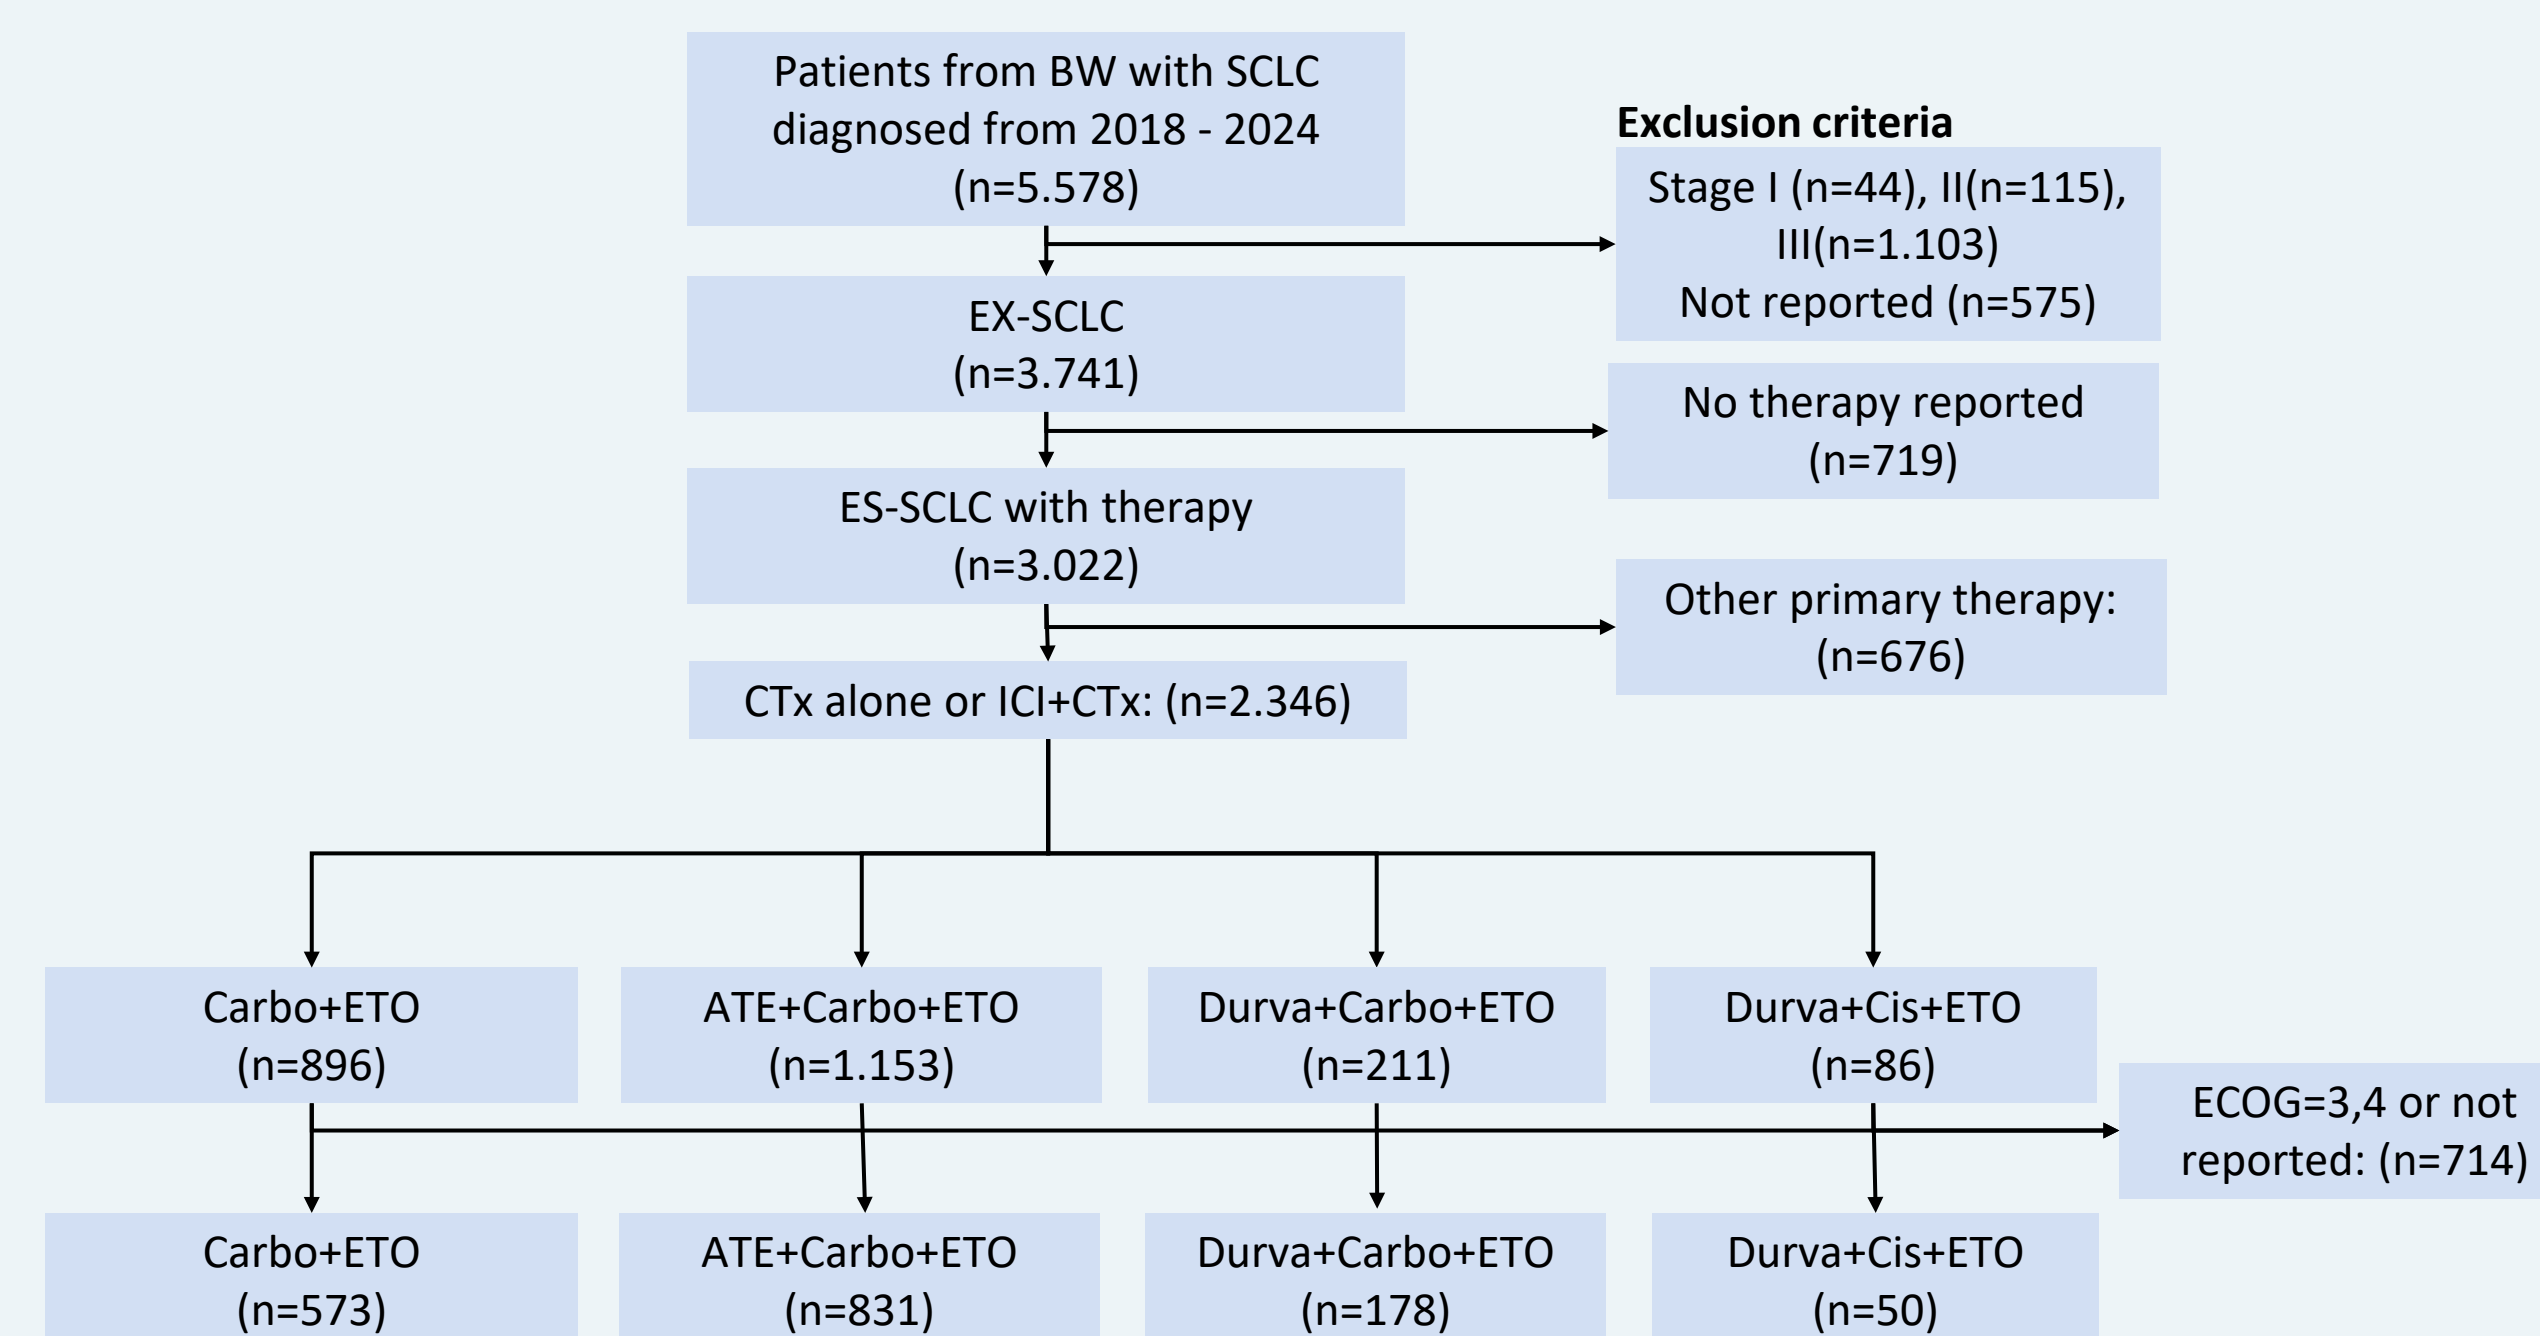 Patients from BW with SCLC
diagnosed from 2018 - 2024
(n=5.578)
Exclusion criteria
Stage I (n=44), II(n=115),
III(n=1.103)
Not reported (n=575)
EX-SCLC
(n=3.741)
No therapy reported
(n=719)
ES-SCLC with therapy
(n=3.022)
Other primary therapy:
(n=676)
CTx alone or ICI+CTx: (n=2.346)
Carbo+ETO
(n=896)
ATE+Carbo+ETO
(n=1.153)
Durva+Carbo+ETO
(n=211)
Durva+Cis+ETO
(n=86)
ECOG=3,4 or not
reported: (n=714)
Carbo+ETO
(n=573)
ATE+Carbo+ETO
(n=831)
Durva+Carbo+ETO
(n=178)
Durva+Cis+ETO
(n=50)